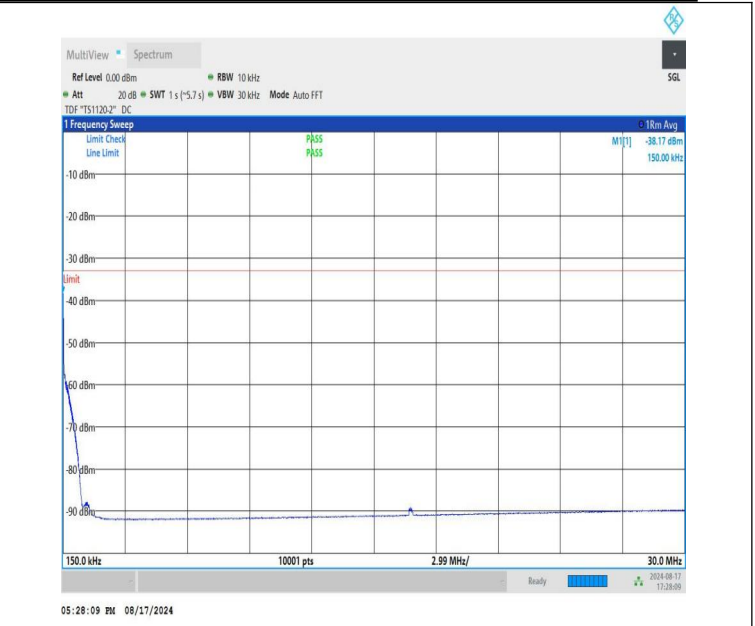 MultiView Spectrum
Ref Level 0.00 dBm RBW 10 kHz SGL
Att 20 dB SWT 1 s (~5.7 s) VBW 30 kHz Mode Auto FFT
TDF "TS1120-2" DC
1 Frequency Sweep 1Rm Avg
Limit Check PASS M1[1] -38.17 dBm
Line Limit PASS 150.00 kHz
-10 dBm
-20 dBm
-30 dBm
Limit
-40 dBm
-50 dBm
-60 dBm
-70 dBm
-80 dBm
-90 dBm
150.0 kHz 10001 pts 2.99 MHz/ 30.0 MHz
Ready 2024-08-17
17:28:09
05:28:09 PM 08/17/2024